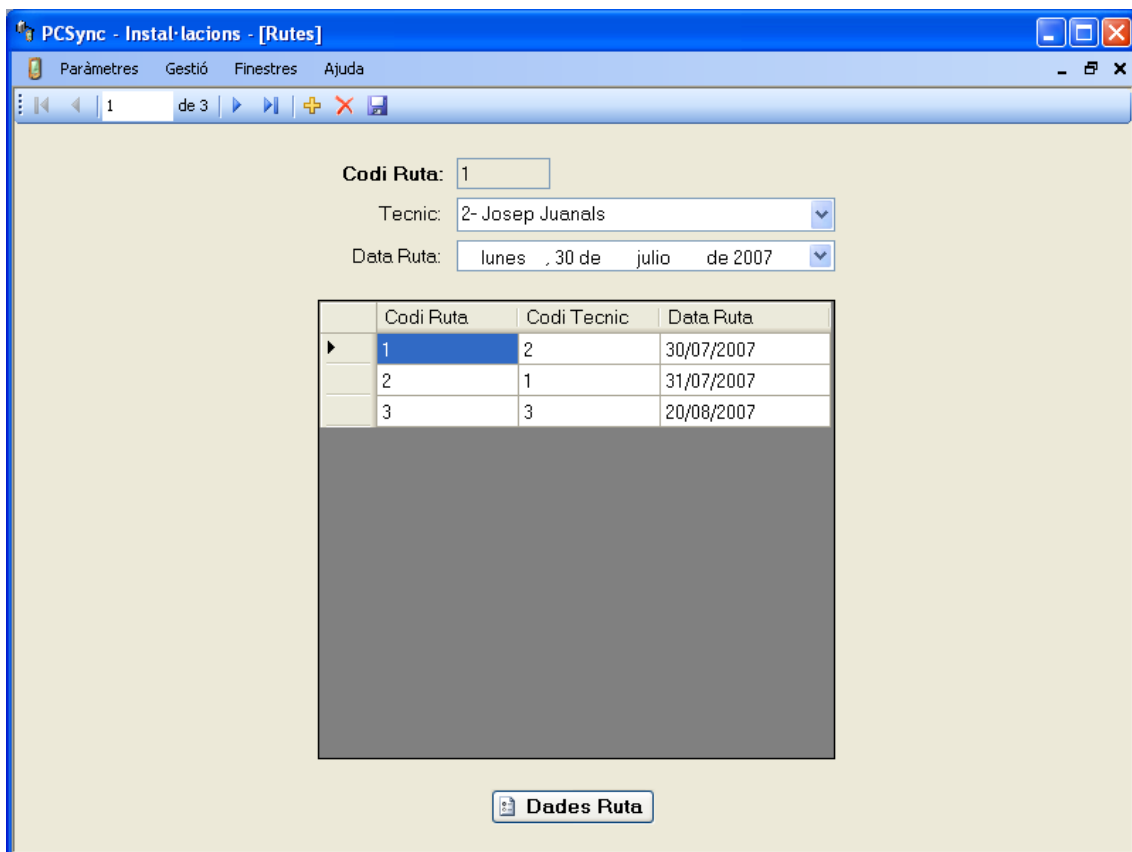 PCSync - Instal·lacions - [Rutes]
Paràmetres Gestió Finestres Ajuda
1 de 3
Codi Ruta: 1
Tecnic: 2- Josep Juanals
Data Ruta: lunes , 30 de julio de 2007
Codi Ruta Codi Tecnic Data Ruta
1 2 30/07/2007
2 1 31/07/2007
3 3 20/08/2007
Dades Ruta